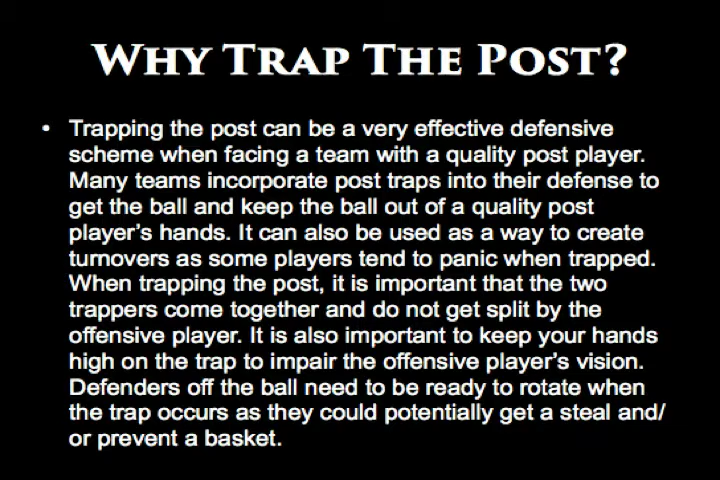 Why Trap The Post?
• Trapping the post can be a very effective defensive
scheme when facing a team with a quality post player.
Many teams incorporate post traps into their defense to
get the ball and keep the ball out of a quality post
player’s hands. It can also be used as a way to create
turnovers as some players tend to panic when trapped.
When trapping the post, it is important that the two
trappers come together and do not get split by the
offensive player. It is also important to keep your hands
high on the trap to impair the offensive player’s vision.
Defenders off the ball need to be ready to rotate when
the trap occurs as they could potentially get a steal and/
or prevent a basket.